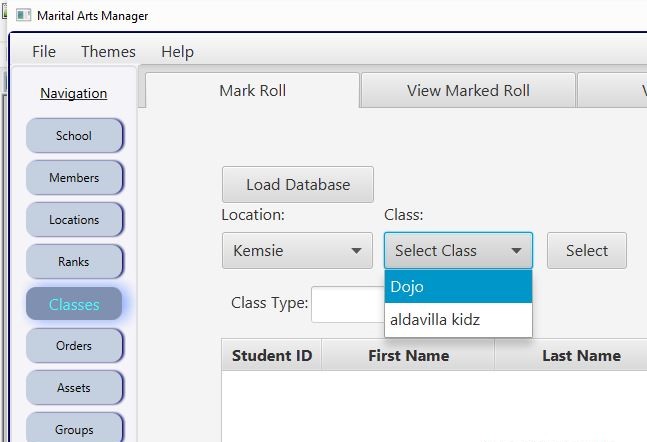 Marital Arts Manager
File Themes Help
Navigation
School
Members
Locations
Ranks
Classes
Orders
Assets
Groups
Mark Roll
View Marked Roll
V
Load Database
Location:
Class:
Kemsie
Select Class
Select
Dojo
aldavilla kidz
Class Type:
Student ID
First Name
Last Name